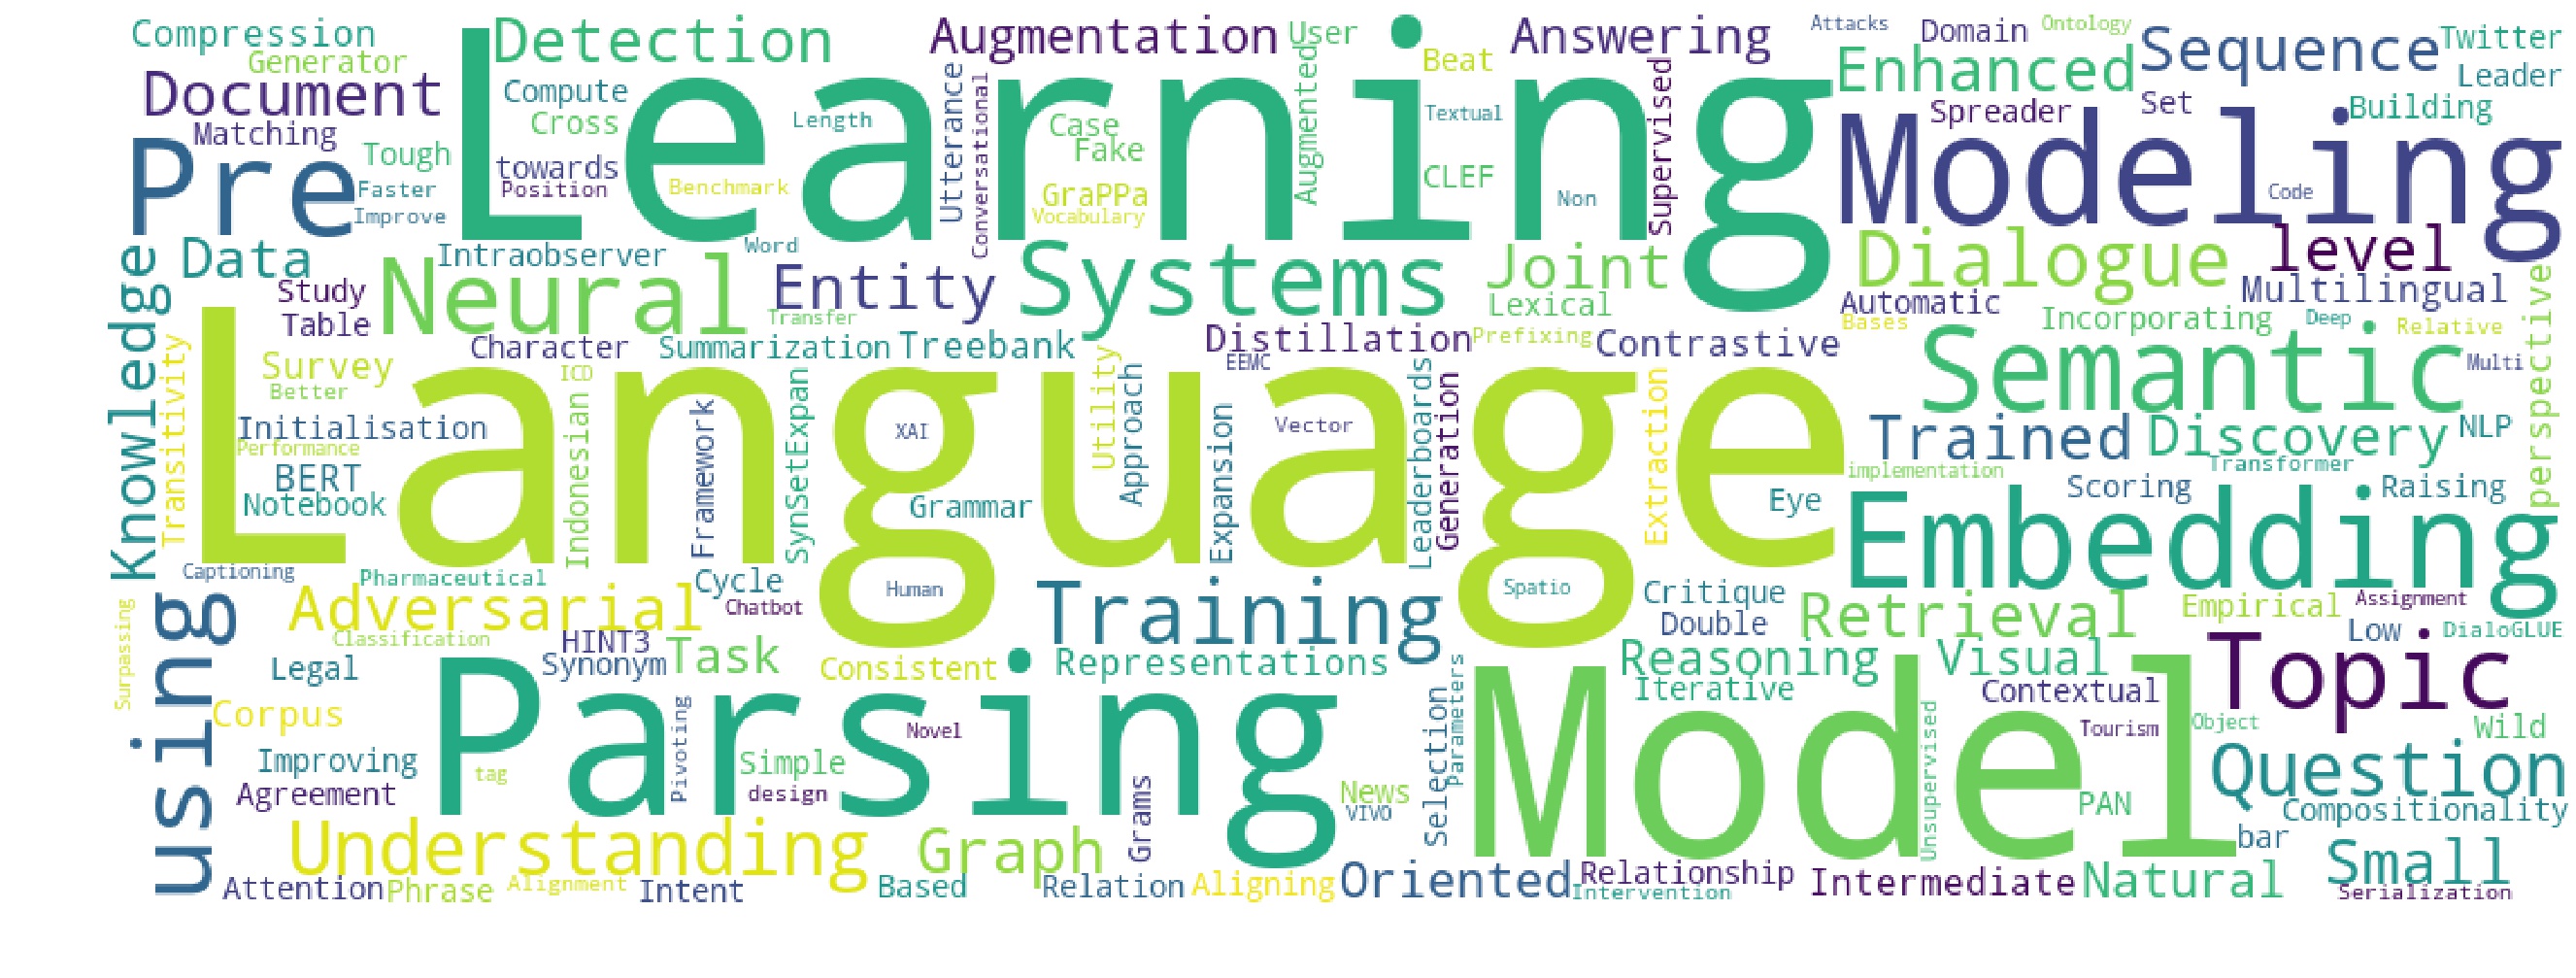 Compression
Detection
Augmentation
User
Answering
Attacks
Domain
Ontology
Sequence
Twitter
Generator
Learning
Beat
Enhanced
Leader
Document
Compute
Length
Utterance
Conversational
Augmented
Textual
Supervised
Spreader
Set
Building
Matching
Cross
Case
Modeling
Pre
Tough
towards
Fake
CLEF
Faster
Position
Benchmark
GraPPa
Non
Code
Improve
Vocabulary
Knowledge
Data
Intraobserver
Word
Systems
Joint
Dialogue
level
Neural
Entity
Study
Table
Transfer
Lexical
Automatic
Multilingual
perspective
Transitivity
Character
Summarization
Treebank
Distillation
Prefixing
Contrastive
Bases
Incorporating
Deep
Relative
Survey
Language
ICD
Utility
Approach
EEMC
Leaderboards
Generation
Extraction
Semantic
Multi
Better
Initialisation
Indonesian
Framework
SynSetExpan
XAI
Expansion
Vector
Trained
Discovery
NLP
Performance
BERT
implementation
Transformer
Notebook
Grammar
Eye
Scoring
Raising
Embedding
Captioning
Pharmaceutical
Cycle
Human
Training
Spatio
Critique
using
Surpassing
Adversarial
Chatbot
Double
Retrieval
Empirical
Assignment
Classification
HINT3
Low
DialoGLUE
Legal
Synonym
Task
Consistent
Representations
Reasoning
Visual
Topic
Parsing
Selection
Parameters
Model
Iterative
Contextual
Corpus
Pivoting
Novel
Unsupervised
Tourism
Object
Wild
Improving
tag
Simple
Question
Agreement
design
Grams
News
VIVO
PAN
Compositionality
Understanding
Graph
bar
Small
Attention
Phrase
Alignment
Intent
Based
Relation
Aligning
Oriented
Relationship
Intervention
Intermediate
Natural
Serialization